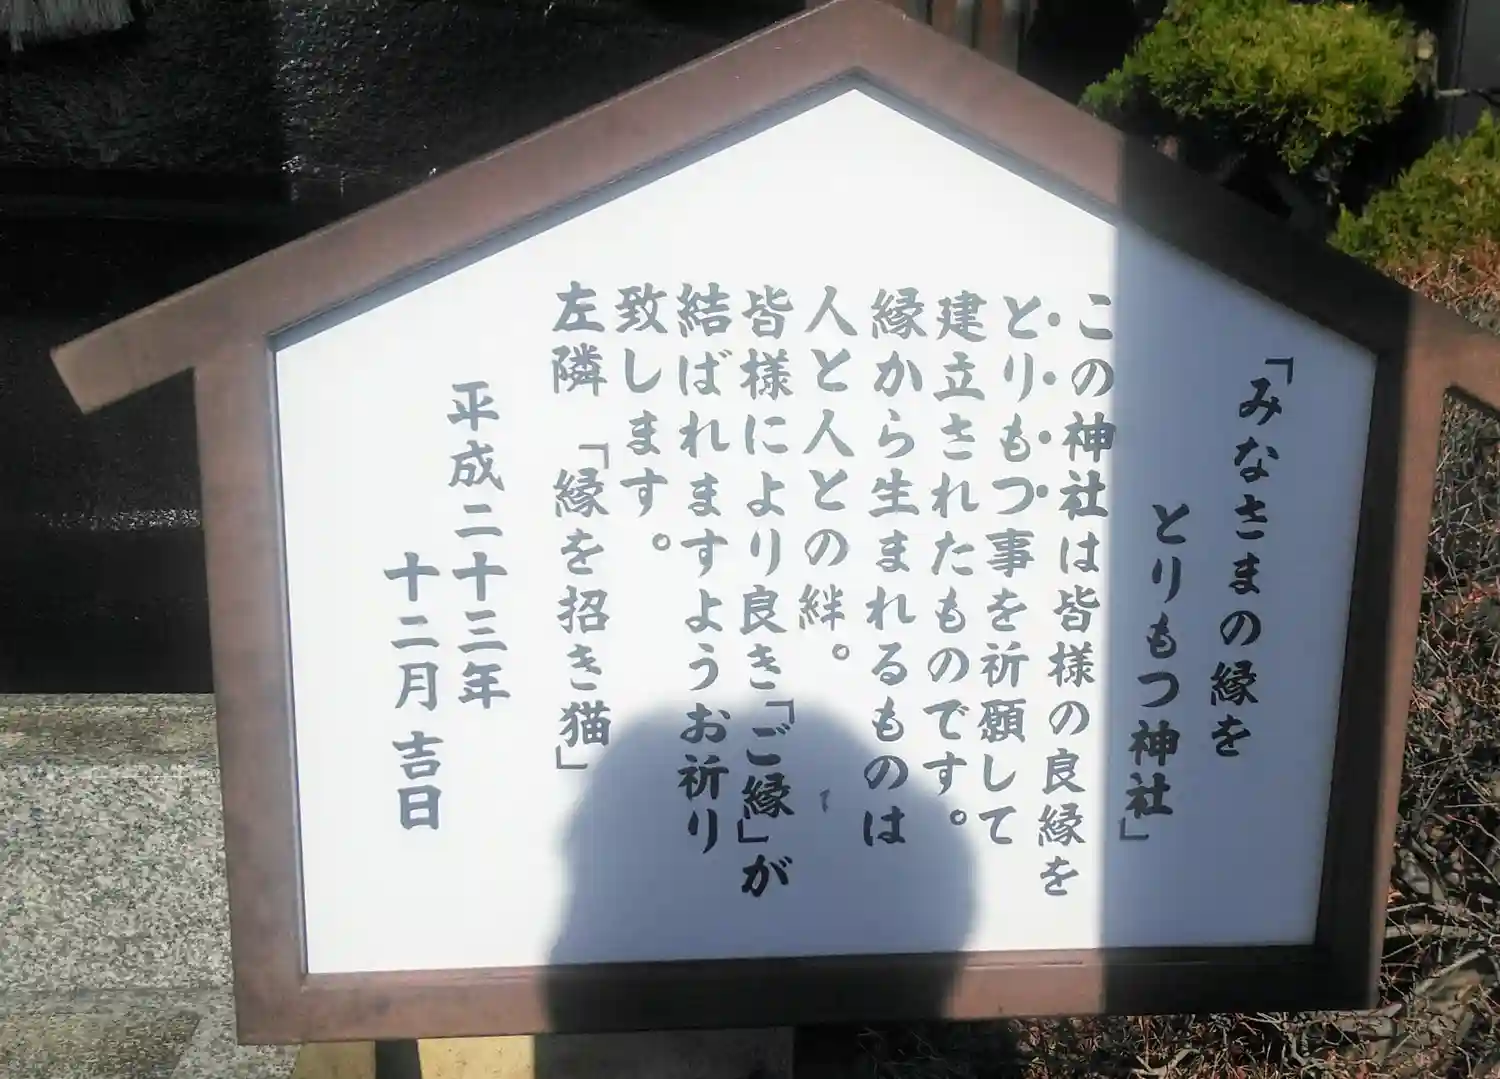 「みなさまの縁を
とりもつ神社」
この神社は皆様の良縁を
とりもつ事を祈願して
建立されたものです。
縁から生まれるものは
人と人との絆。
皆様により良き「ご縁」が
結ばれますようお祈り
致します。
左隣「縁を招き猫」
平成二十三年
十二月吉日